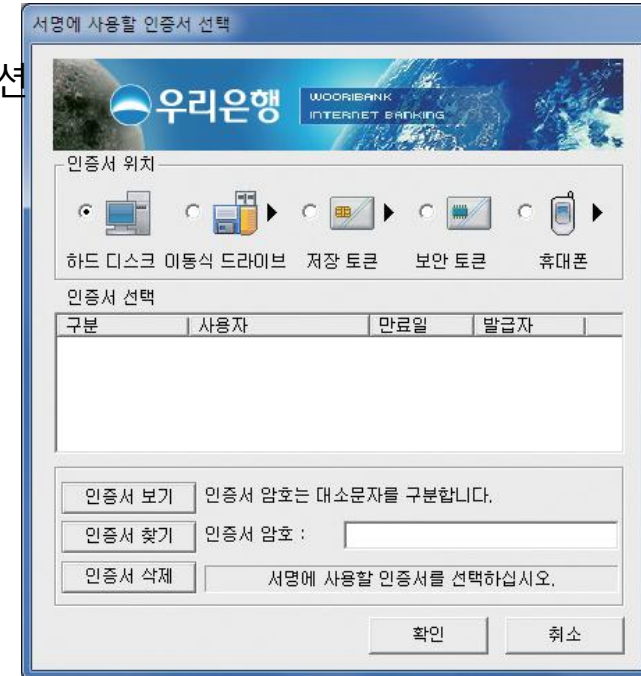 서명에 사용할 인증서 선택
션
우리은행 WOORIBANK
INTERNET BANKING
인증서 위치
하드 디스크 이동식 드라이브 저장 토큰 보안 토큰 휴대폰
인증서 선택
구분 사용자 만료일 발급자
인증서 보기 인증서 암호는 대소문자를 구분합니다.
인증서 찾기 인증서 암호 :
인증서 삭제 서명에 사용할 인증서를 선택하십시오.
확인 취소